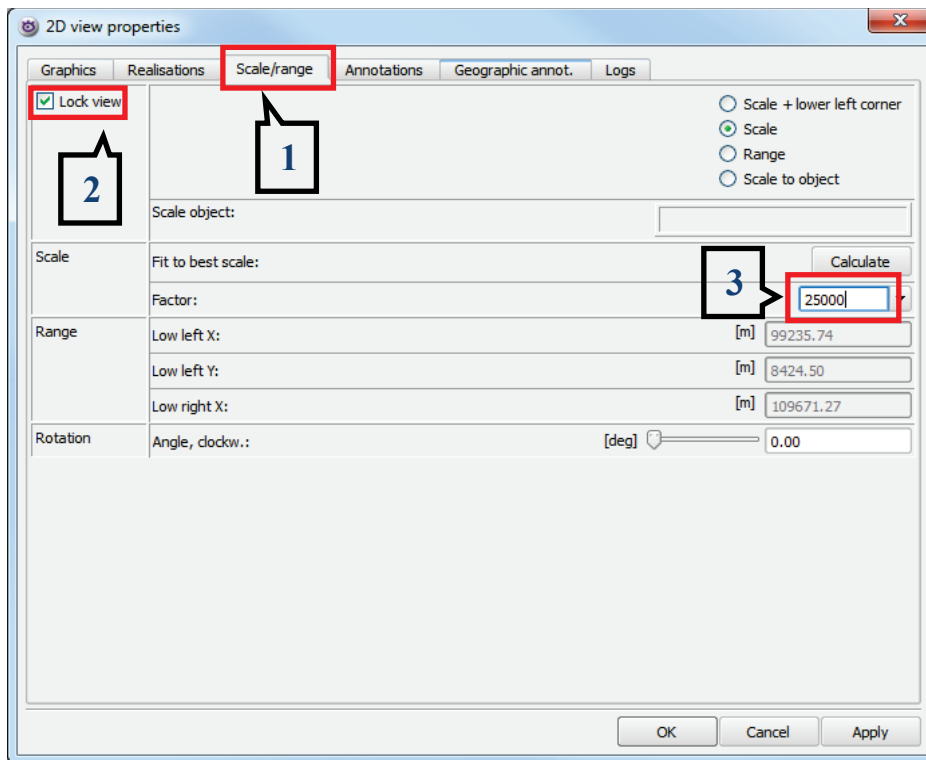 2D view properties
x
Graphics Realisations Scale/range Annotations Geographic annot. Logs
Lock view
Scale + lower left corner
Scale
Range
Scale to object
1
2
Scale object:
Scale Fit to best scale: Calculate
3
Factor: 25000
Range Low left X: [m] 99235.74
Low left Y: [m] 8424.50
Low right X: [m] 109671.27
Rotation Angle, clockw.: [deg] 0.00
OK Cancel Apply